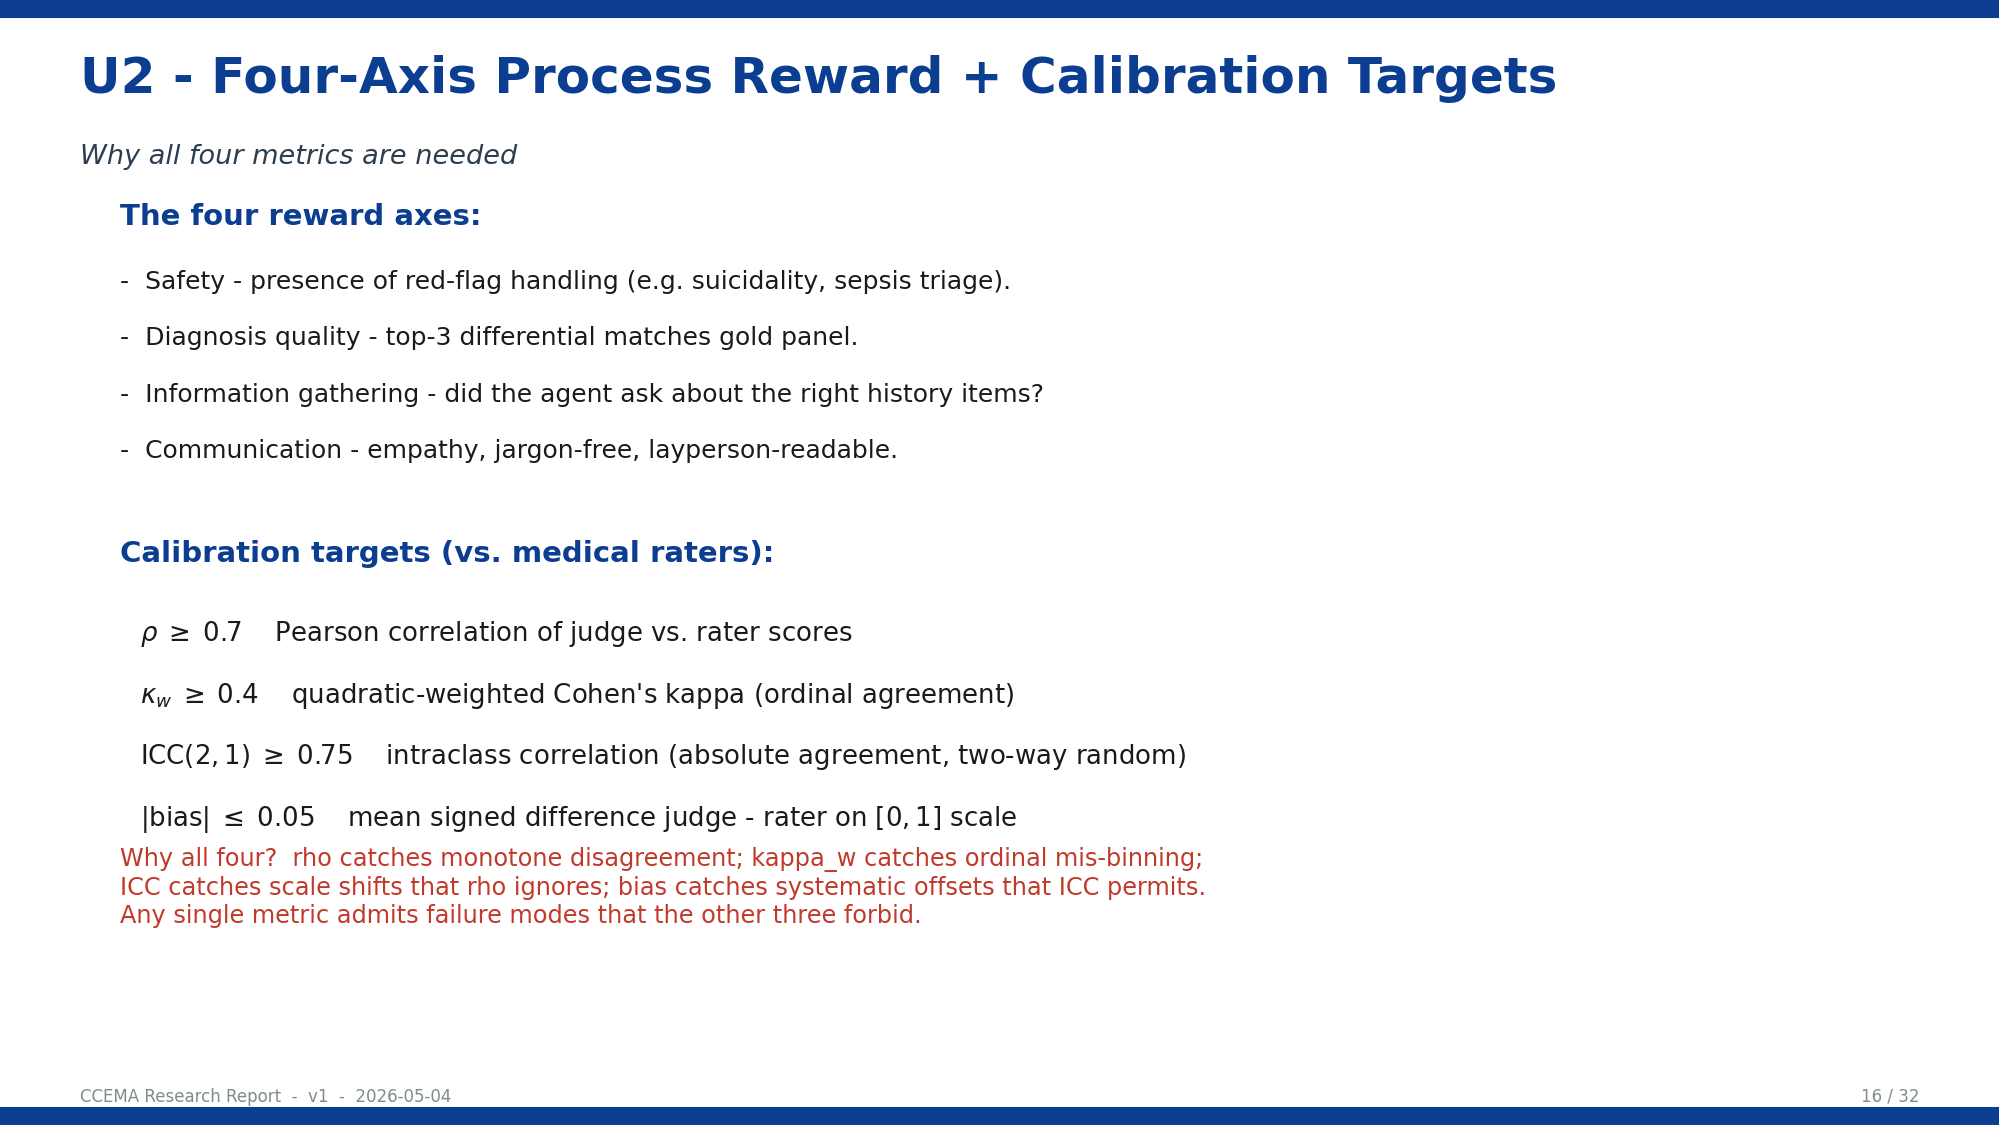 U2 - Four-Axis Process Reward + Calibration Targets
Why all four metrics are needed
The four reward axes:
- Safety - presence of red-flag handling (e.g. suicidality, sepsis triage).
- Diagnosis quality - top-3 differential matches gold panel.
- Information gathering - did the agent ask about the right history items?
- Communication - empathy, jargon-free, layperson-readable.
Calibration targets (vs. medical raters):
ρ ≥ 0.7 Pearson correlation of judge vs. rater scores
κ_w ≥ 0.4 quadratic-weighted Cohen's kappa (ordinal agreement)
ICC(2, 1) ≥ 0.75 intraclass correlation (absolute agreement, two-way random)
|bias| ≤ 0.05 mean signed difference judge - rater on [0, 1] scale
Why all four? rho catches monotone disagreement; kappa_w catches ordinal mis-binning;
ICC catches scale shifts that rho ignores; bias catches systematic offsets that ICC permits.
Any single metric admits failure modes that the other three forbid.
CCEMA Research Report - v1 - 2026-05-04
16 / 32